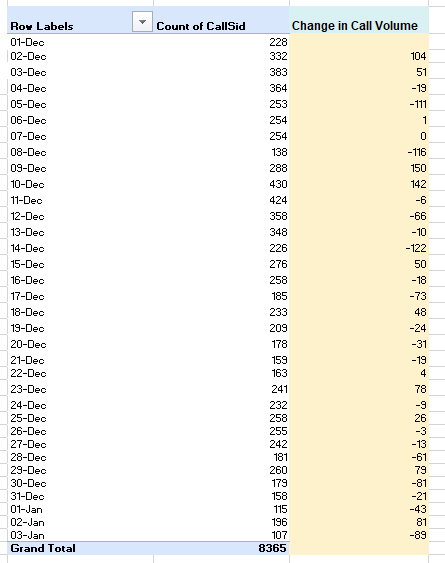 Row Labels Count of CallSid Change in Call Volume
01-Dec 228
02-Dec 332 104
03-Dec 383 51
04-Dec 364 -19
05-Dec 253 -111
06-Dec 254 1
07-Dec 254 0
08-Dec 138 -116
09-Dec 288 150
10-Dec 430 142
11-Dec 424 -6
12-Dec 358 -66
13-Dec 348 -10
14-Dec 226 -122
15-Dec 276 50
16-Dec 258 -18
17-Dec 185 -73
18-Dec 233 48
19-Dec 209 -24
20-Dec 178 -31
21-Dec 159 -19
22-Dec 163 4
23-Dec 241 78
24-Dec 232 -9
25-Dec 258 26
26-Dec 255 -3
27-Dec 242 -13
28-Dec 181 -61
29-Dec 260 79
30-Dec 179 -81
31-Dec 158 -21
01-Jan 115 -43
02-Jan 196 81
03-Jan 107 -89
Grand Total 8365